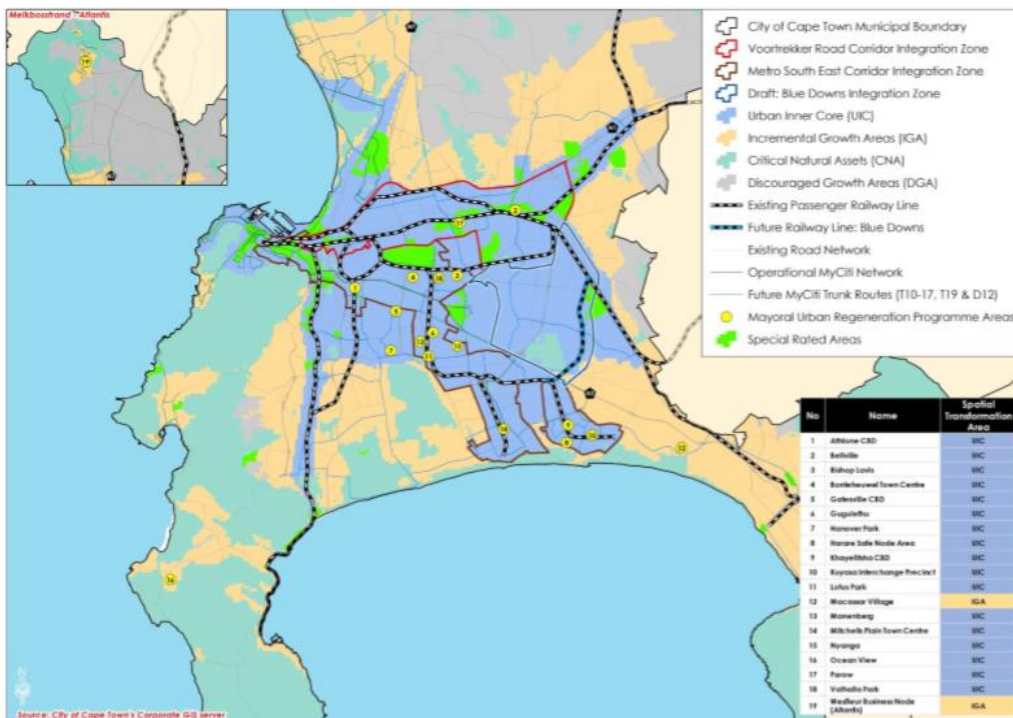 Melkbosstrand - Atlantis
City of Cape Town Municipal Boundary
Voortrekker Road Corridor Integration Zone
Metro South East Corridor Integration Zone
Draft: Blue Downs Integration Zone
Urban Inner Core (UIC)
Incremental Growth Areas (IGA)
Critical Natural Assets (CNA)
Discouraged Growth Areas (DGA)
Existing Passenger Railway Line
Future Railway Line: Blue Downs
Existing Road Network
Operational MyCiti Network
Future MyCiti Trunk Routes (T10-17, T19 & D12)
Mayoral Urban Regeneration Programme Areas
Special Rated Areas
No Name Spatial Transformation Area
1 Athlone CBD UIC
2 Bellville UIC
3 Bishop Lavis UIC
4 Bonteheuwel Town Centre UIC
5 Gatesville CBD UIC
6 Gugulethu UIC
7 Hanover Park UIC
8 Harare Safe Node Area UIC
9 Khayelitsha CBD UIC
10 Kuyasa Interchange Precinct UIC
11 Lotus Park UIC
12 Macassar Village IGA
13 Manenberg UIC
14 Mitchells Plain Town Centre UIC
15 Nyanga UIC
16 Ocean View UIC
17 Parow UIC
18 Valhalla Park UIC
19 Wesfleur Business Node (Atlantis) IGA
Source: City of Cape Town's Corporate GIS server